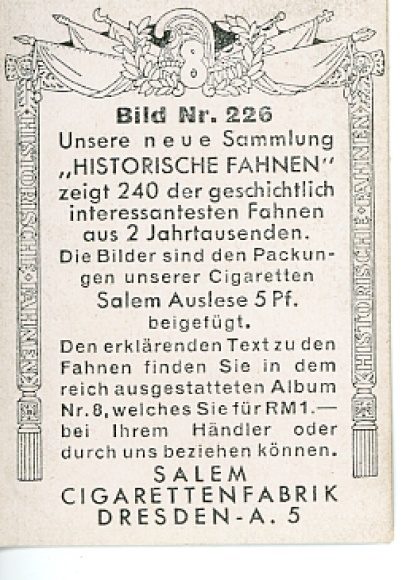 8
Bild Nr. 226
Unsere neue Sammlung
„HISTORISCHE FAHNEN"
zeigt 240 der geschichtlich
interessantesten Fahnen
aus 2 Jahrtausenden.
Die Bilder sind den Packun-
gen unserer Cigaretten
Salem Auslese 5 Pf.
beigefügt.
Den erklärenden Text zu den
Fahnen finden Sie in dem
reich ausgestatteten Album
Nr. 8, welches Sie für RM 1.—
bei Ihrem Händler oder
durch uns beziehen können.
SALEM
CIGARETTENFABRIK
DRESDEN-A. 5
HISTORISCHE FAHNEN
HISTORISCHE FAHNEN